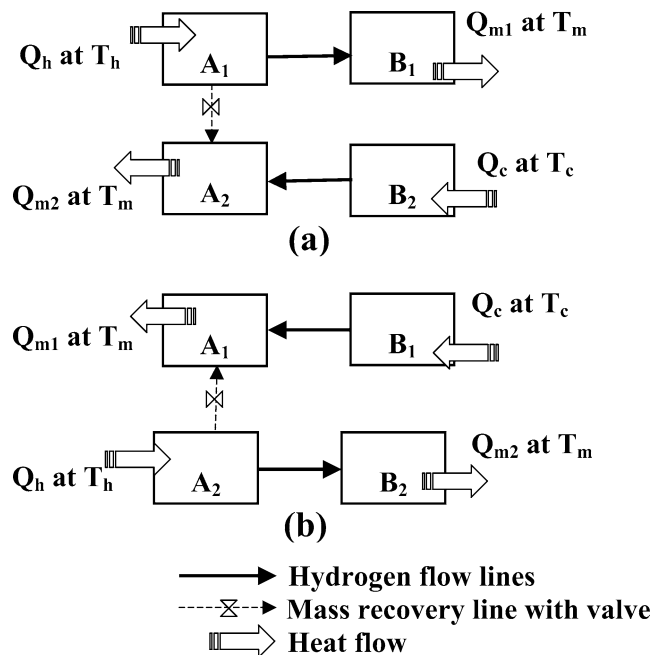 Q_h at T_h
A_1
B_1
Q_m1 at T_m
Q_m2 at T_m
A_2
B_2
Q_c at T_c
(a)
Q_m1 at T_m
A_1
B_1
Q_c at T_c
Q_h at T_h
A_2
B_2
Q_m2 at T_m
(b)
Hydrogen flow lines
Mass recovery line with valve
Heat flow